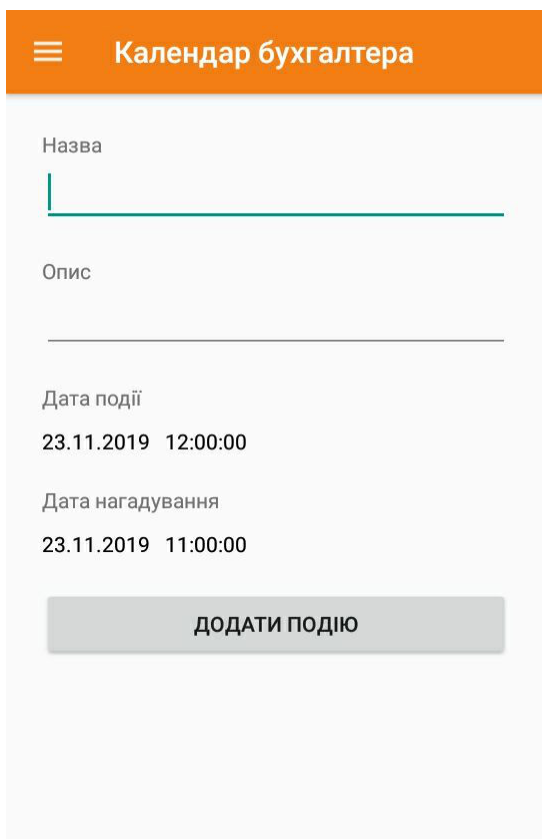 Календар бухгалтера
Назва
Опис
Дата події
23.11.2019 12:00:00
Дата нагадування
23.11.2019 11:00:00
ДОДАТИ ПОДІЮ